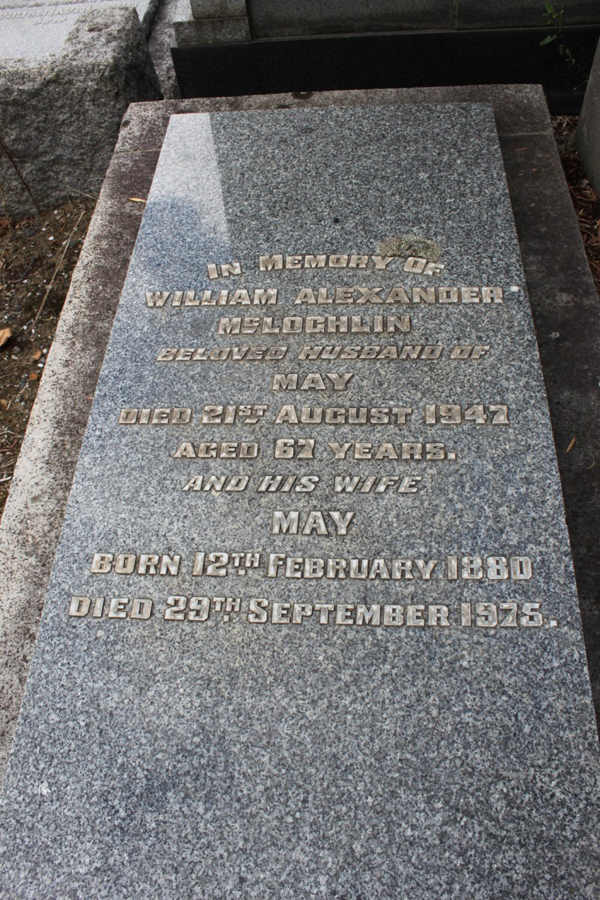 IN MEMORY OF
WILLIAM ALEXANDER
McLOCHLIN
BELOVED HUSBAND OF
MAY
DIED 21ST AUGUST 1947
AGED 67 YEARS.
AND HIS WIFE
MAY
BORN 12TH FEBRUARY 1880
DIED 29TH SEPTEMBER 1975.